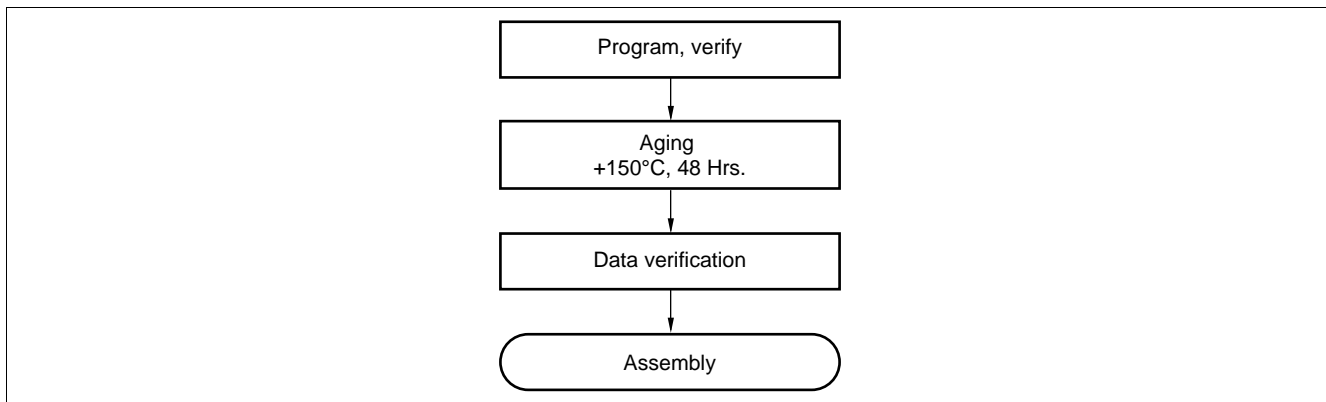 Program, verify
Aging
+150°C, 48 Hrs.
Data verification
Assembly